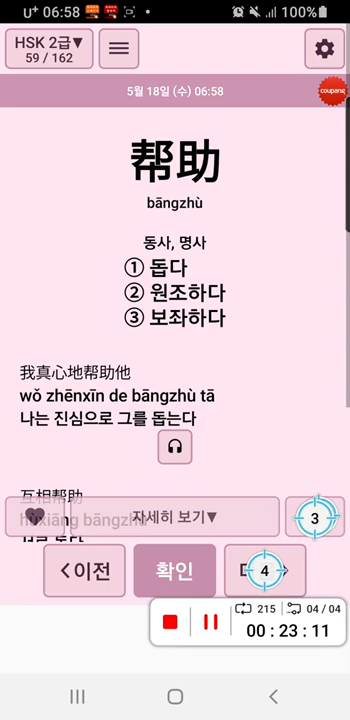 U⁺ 06:58 100%
HSK 2급▼
59 / 162
5월 18일 (수) 06:58
coupang
帮助
bāngzhù
동사, 명사
① 돕다
② 원조하다
③ 보좌하다
我真心地帮助他
wǒ zhēnxīn de bāngzhù tā
나는 진심으로 그를 돕는다
互相帮助
hùxiāng bāngzhù
자세히 보기▼
3
이전
확인
4
215 04 / 04
00 : 23 : 11